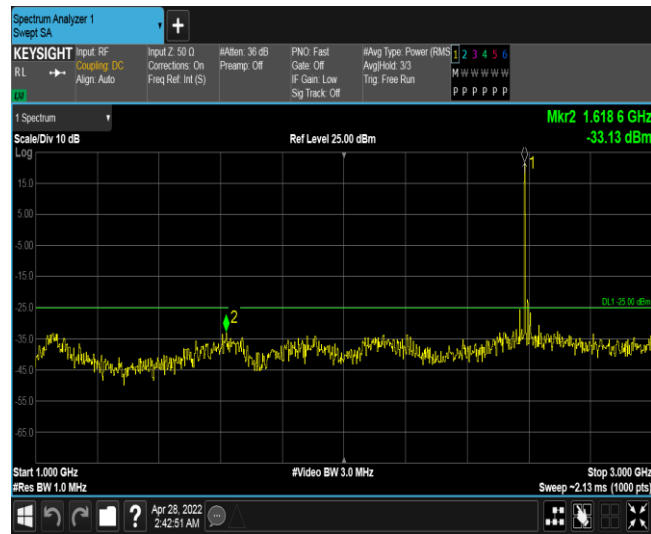 Spectrum Analyzer 1
Swept SA
+
KEYSIGHT
RL
Input: RF
Coupling: DC
Align: Auto
Input Z: 50 Ω
Corrections: On
Freq Ref: Int (S)
#Atten: 36 dB
Preamp: Off
PNO: Fast
Gate: Off
IF Gain: Low
Sig Track: Off
#Avg Type: Power (RMS
Avg|Hold: 3/3
Trig: Free Run
1 2 3 4 5 6
M W W W W W
P P P P P P
1 Spectrum
Mkr2 1.618 6 GHz
-33.13 dBm
Scale/Div 10 dB
Ref Level 25.00 dBm
Log
1
15.0
5.00
-5.00
-15.0
-25.0
DL1 -25.00 dBm
2
-35.0
-45.0
-55.0
-65.0
Start 1.000 GHz
#Video BW 3.0 MHz
Stop 3.000 GHz
#Res BW 1.0 MHz
Sweep ~2.13 ms (1000 pts)
?
Apr 28, 2022
2:42:51 AM